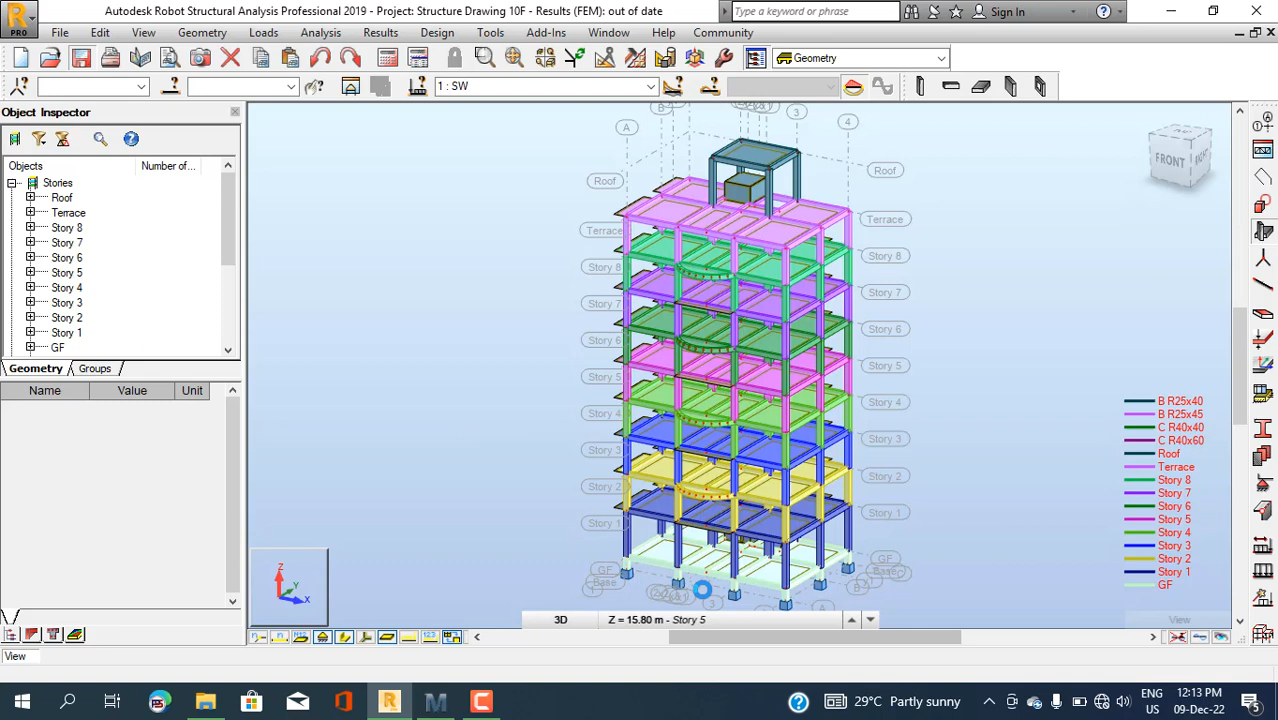 PRO
Autodesk Robot Structural Analysis Professional 2019 - Project: Structure Drawing 10F - Results (FEM): out of date
Type a keyword or phrase
Sign In
File Edit View Geometry Loads Analysis Results Design Tools Add-Ins Window Help Community
Geometry
1 : SW
Object Inspector
Objects Number of...
Stories
Roof
Terrace
Story 8
Story 7
Story 6
Story 5
Story 4
Story 3
Story 2
Story 1
GF
Geometry Groups
Name Value Unit
A B 3 4
Roof Roof
Terrace Terrace
Story 8 Story 8
Story 7 Story 7
Story 6 Story 6
Story 5 Story 5
Story 4 Story 4
Story 3 Story 3
Story 2 Story 2
Story 1 Story 1
GF GF
Base Base
1 3 A B
FRONT RIGHT
B R25x40
B R25x45
C R40x40
C R40x60
Roof
Terrace
Story 8
Story 7
Story 6
Story 5
Story 4
Story 3
Story 2
Story 1
GF
Z Y X
3D Z = 15.80 m - Story 5
View
View
29°C Partly sunny
ENG
US
12:13 PM
09-Dec-22
5